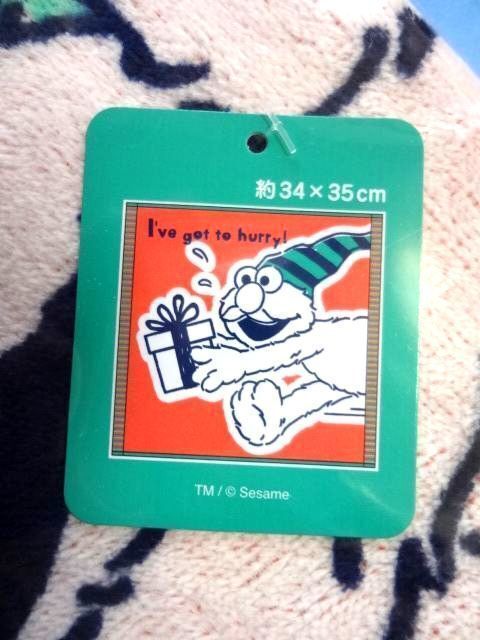 約34×35cm
I've got to hurry!
TM / © Sesame